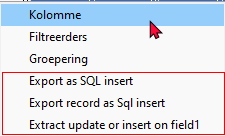 Kolomme
Filtreerders
Groepering
Export as SQL insert
Export record as Sql insert
Extract update or insert on field1